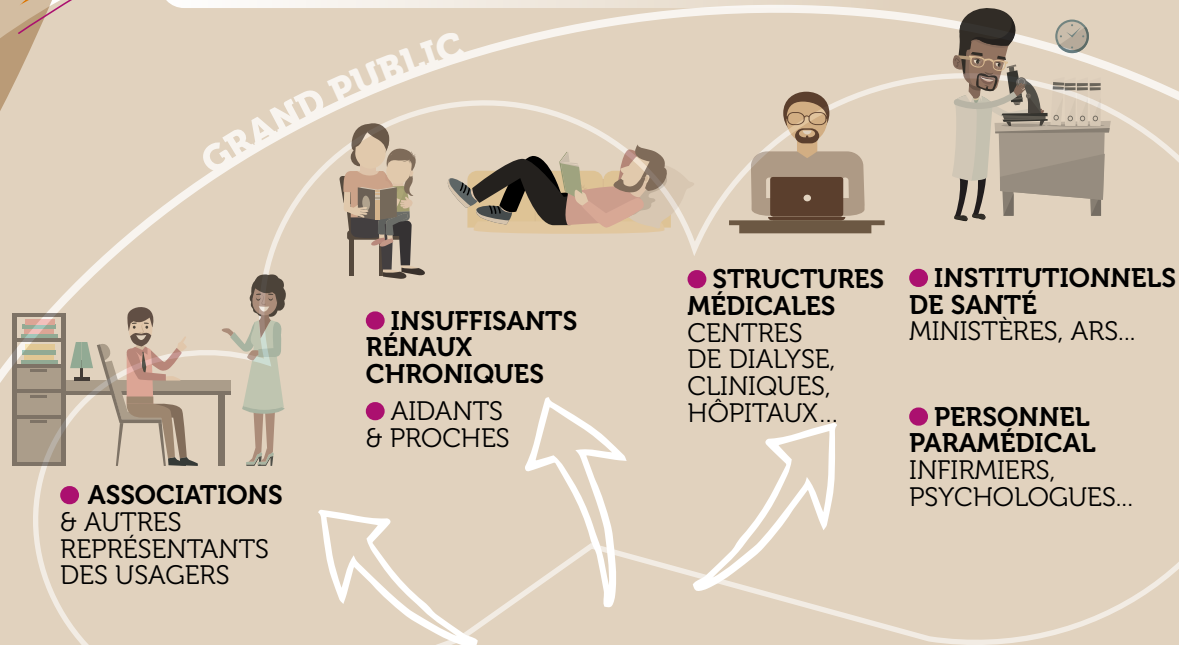 GRAND PUBLIC
● ASSOCIATIONS
& AUTRES
REPRÉSENTANTS
DES USAGERS
● INSUFFISANTS
RÉNAUX
CHRONIQUES
● AIDANTS
& PROCHES
● STRUCTURES
MÉDICALES
CENTRES
DE DIALYSE,
CLINIQUES,
HÔPITAUX...
● INSTITUTIONNELS
DE SANTÉ
MINISTÈRES, ARS...
● PERSONNEL
PARAMÉDICAL
INFIRMIERS,
PSYCHOLOGUES...